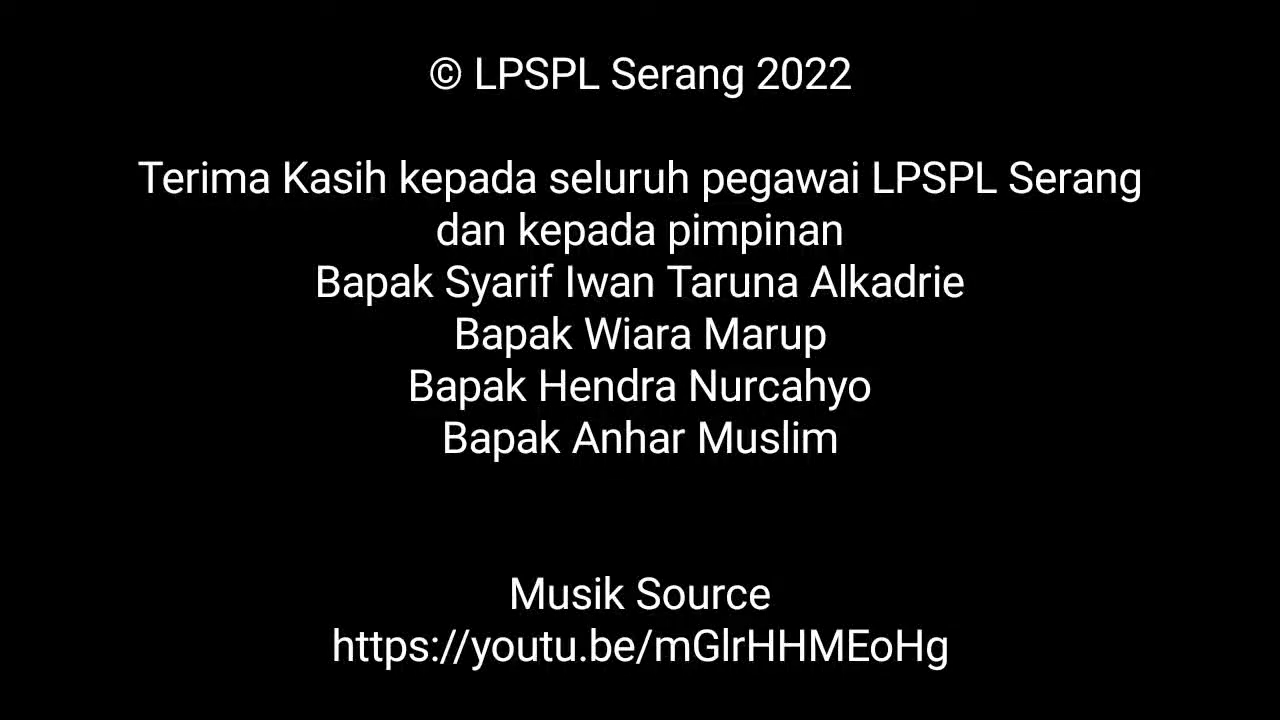 © LPSPL Serang 2022
Terima Kasih kepada seluruh pegawai LPSPL Serang
dan kepada pimpinan
Bapak Syarif Iwan Taruna Alkadrie
Bapak Wiara Marup
Bapak Hendra Nurcahyo
Bapak Anhar Muslim
Musik Source
https://youtu.be/mGlrHHMEoHg